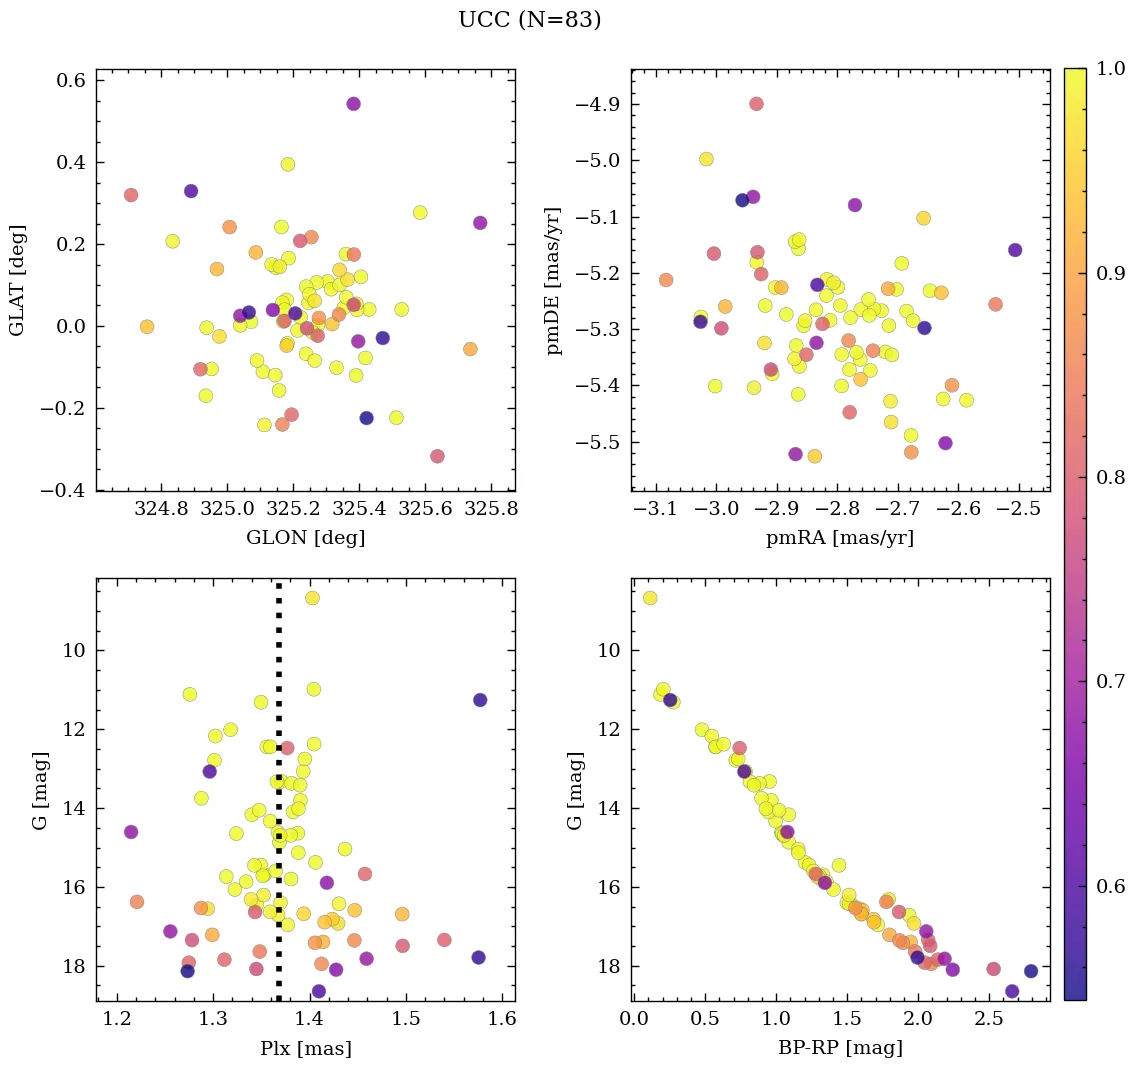 UCC (N=83)
0.6
0.4
0.2
0.0
−0.2
−0.4
GLAT [deg]
324.8 325.0 325.2 325.4 325.6 325.8
GLON [deg]
−4.9
−5.0
−5.1
−5.2
−5.3
−5.4
−5.5
pmDE [mas/yr]
−3.1 −3.0 −2.9 −2.8 −2.7 −2.6 −2.5
pmRA [mas/yr]
1.0
0.9
0.8
0.7
0.6
10
12
14
16
18
G [mag]
1.2 1.3 1.4 1.5 1.6
Plx [mas]
10
12
14
16
18
G [mag]
0.0 0.5 1.0 1.5 2.0 2.5
BP-RP [mag]